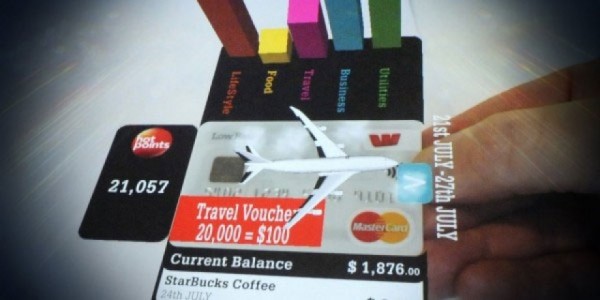 LifeStyle
Food
Travel
Business
Utilities
21st JULY -27th JULY
hot
points
21,057
Travel Voucher
20,000 = $100
MasterCard
Current Balance $ 1,876.00
StarBucks Coffee
24th JULY